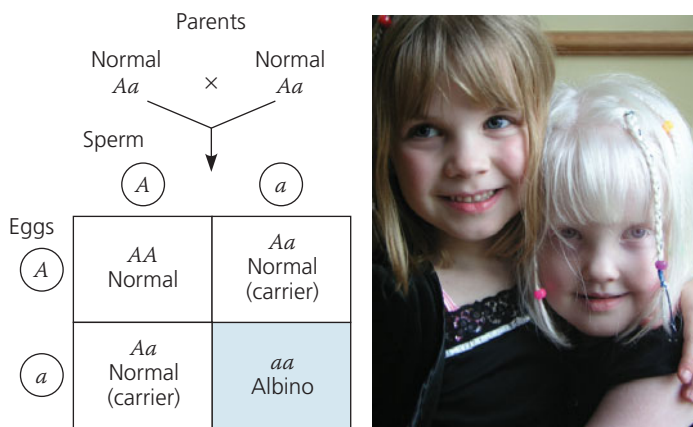 Parents
Normal Normal
Aa × Aa
Sperm
A a
Eggs
A
AA
Normal
Aa
Normal
(carrier)
a
Aa
Normal
(carrier)
aa
Albino